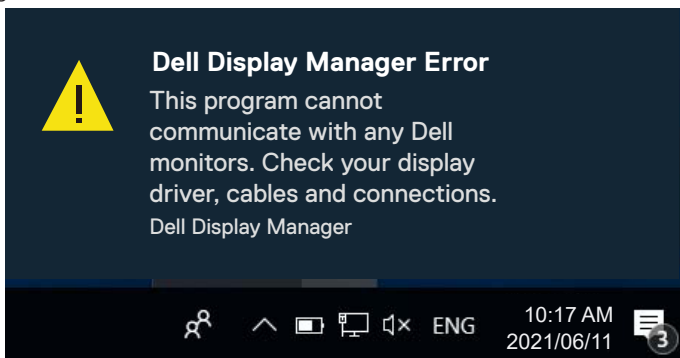 Dell Display Manager Error
This program cannot
communicate with any Dell
monitors. Check your display
driver, cables and connections.
Dell Display Manager
ENG
10:17 AM
2021/06/11
3